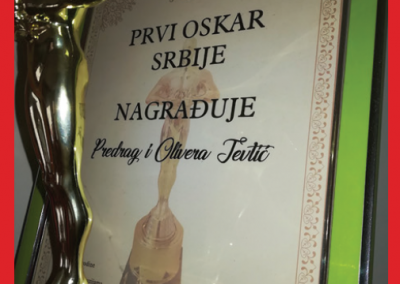 PRVI OSKAR
SRBIJE
NAGRAĐUJE
Predrag i Olivera Jevtić